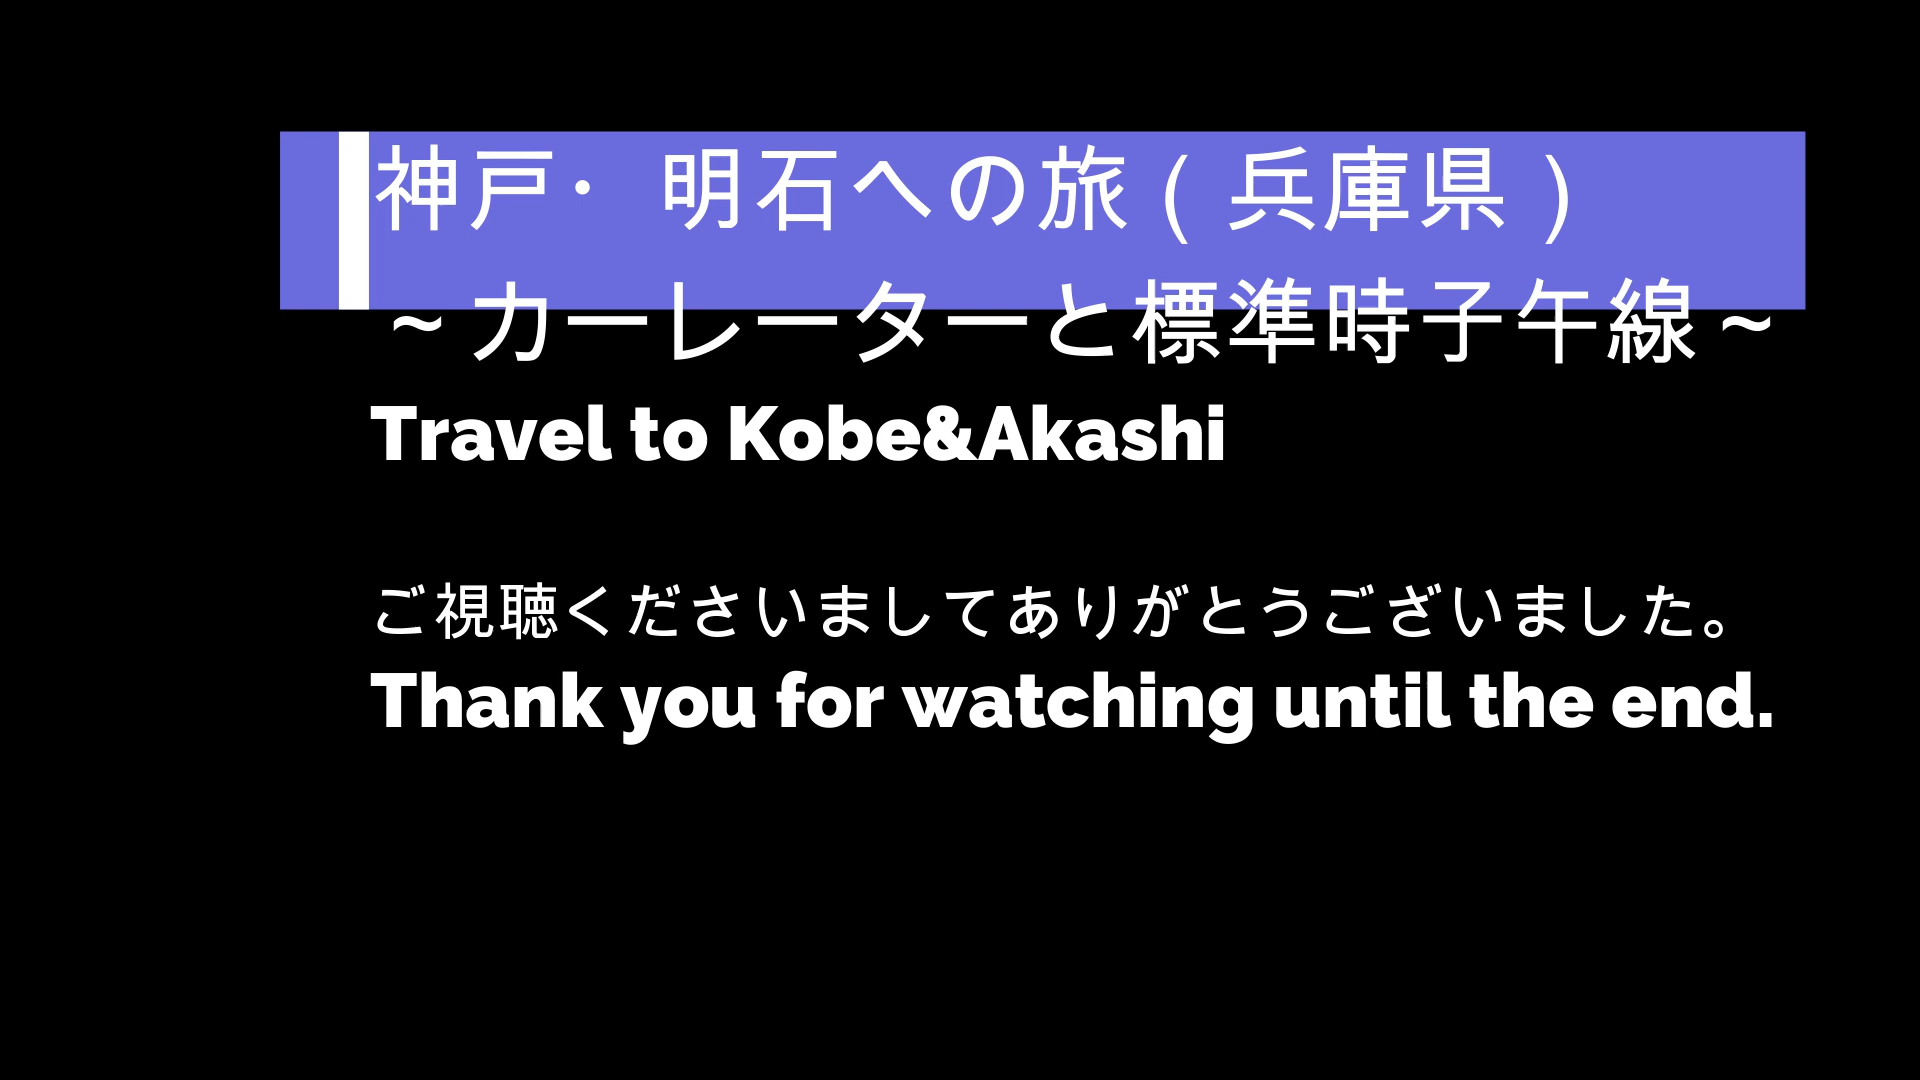 神戸・明石への旅(兵庫県)
~カーレーターと標準時子午線~
Travel to Kobe&Akashi
ご視聴くださいましてありがとうございました。
Thank you for watching until the end.